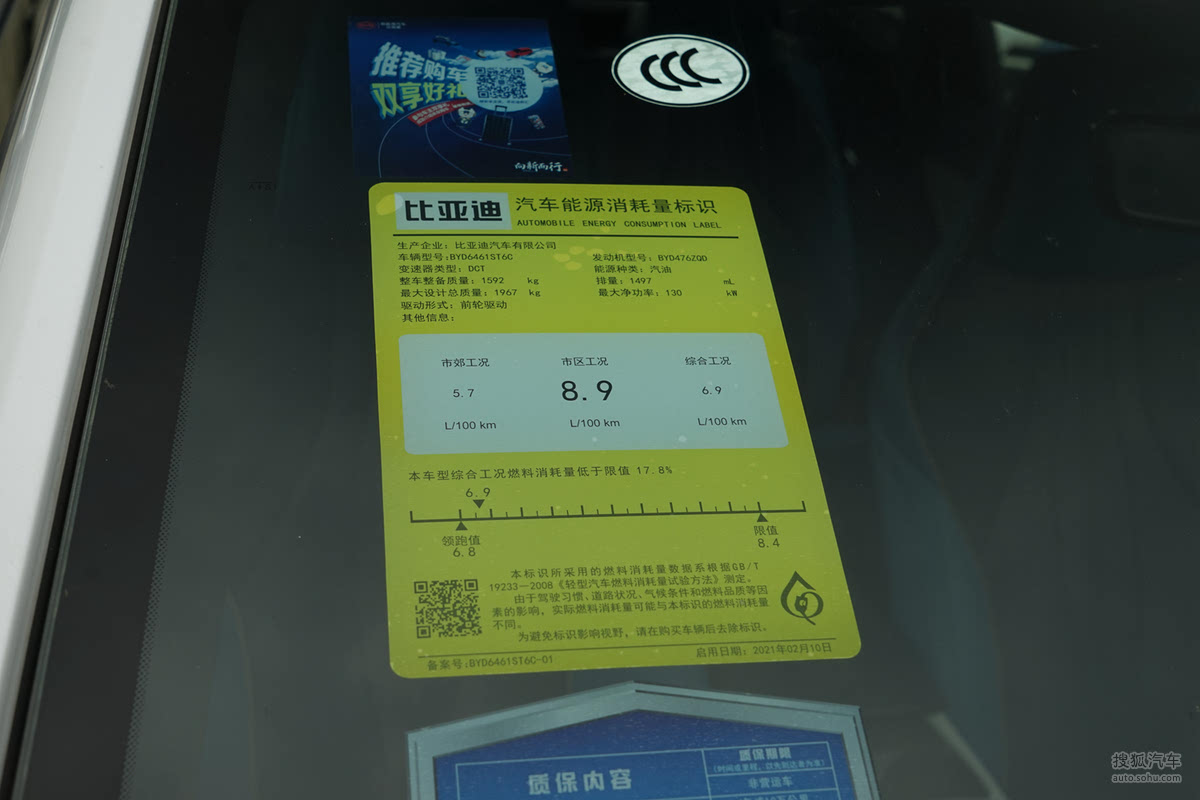 推荐购车
双享好礼
向新而行
CCC
比亚迪 汽车能源消耗量标识
AUTOMOBILE ENERGY CONSUMPTION LABEL
生产企业: 比亚迪汽车有限公司
车辆型号:BYD6461ST6C 发动机型号: BYD476ZQD
变速器类型: DCT 能源种类: 汽油
整车整备质量: 1592 kg 排量: 1497 mL
最大设计总质量: 1967 kg 最大净功率: 130 kW
驱动形式: 前轮驱动
其他信息:
市郊工况 市区工况 综合工况
5.7 8.9 6.9
L/100 km L/100 km L/100 km
本车型综合工况燃料消耗量低于限值 17.8%
6.9
领跑值 限值
6.8 8.4
本标识所采用的燃料消耗量数据系根据GB/T
19233—2008《轻型汽车燃料消耗量试验方法》测定。
由于驾驶习惯、道路状况、气候条件和燃料品质等因
素的影响, 实际燃料消耗量可能与本标识的燃料消耗量
不同。
为避免标识影响视野, 请在购买车辆后去除标识。
备案号:BYD6461ST6C-01 启用日期: 2021年02月10日
质保内容 质保期限
(时间或里程, 以先到达者为准)
非营运车
搜狐汽车
auto.sohu.com